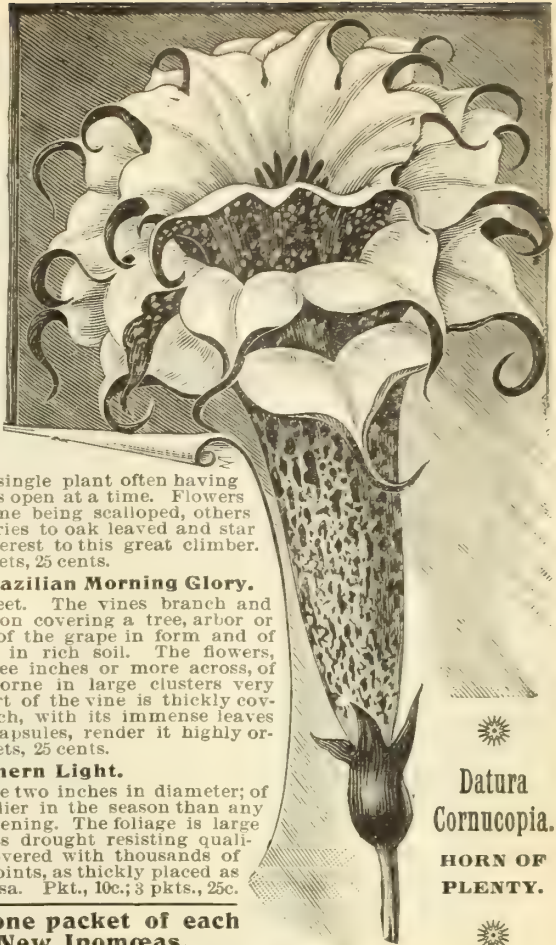 single plant often having
s open at a time. Flowers
ne being scalloped, others
ries to oak leaved and star
erest to this great climber.
ets, 25 cents.
azilian Morning Glory.
eet. The vines branch and
on covering a tree, arbor or
of the grape in form and of
in rich soil. The flowers,
ee inches or more across, of
orne in large clusters very
rt of the vine is thickly cov-
ch, with its immense leaves
apsules, render it highly or-
ets, 25 cents.
hern Light.
e two inches in diameter; of
lier in the season than any
ening. The foliage is large
s drought resisting quali-
vered with thousands of
oints, as thickly placed as
sa. Pkt., 10c.; 3 pkts., 25c.
one packet of each
New Ipomœas
Datura
Cornucopia.
HORN OF
PLENTY.